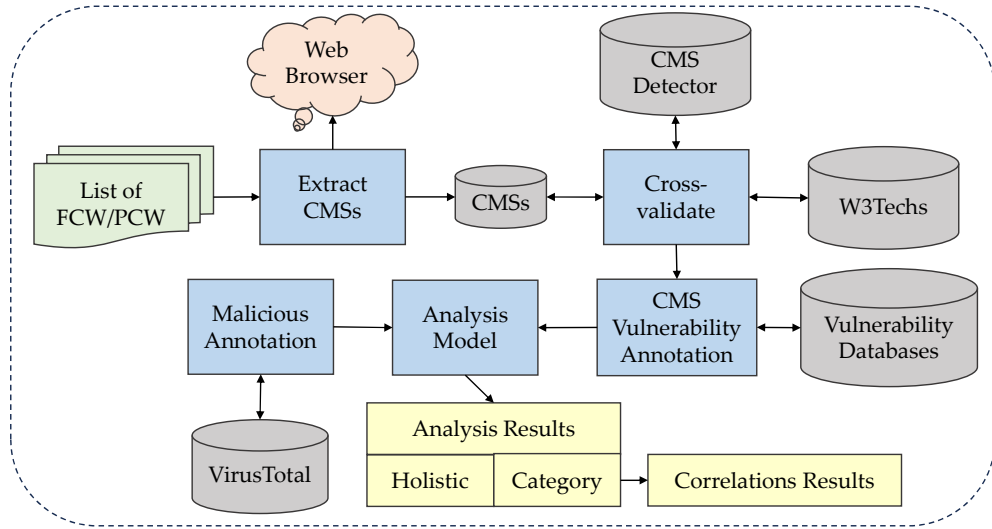 Web
Browser
CMS
Detector
List of
FCW/PCW
Extract
CMSs
CMSs
Cross-
validate
W3Techs
Malicious
Annotation
Analysis
Model
CMS
Vulnerability
Annotation
Vulnerability
Databases
VirusTotal
Analysis Results
Holistic
Category
Correlations Results